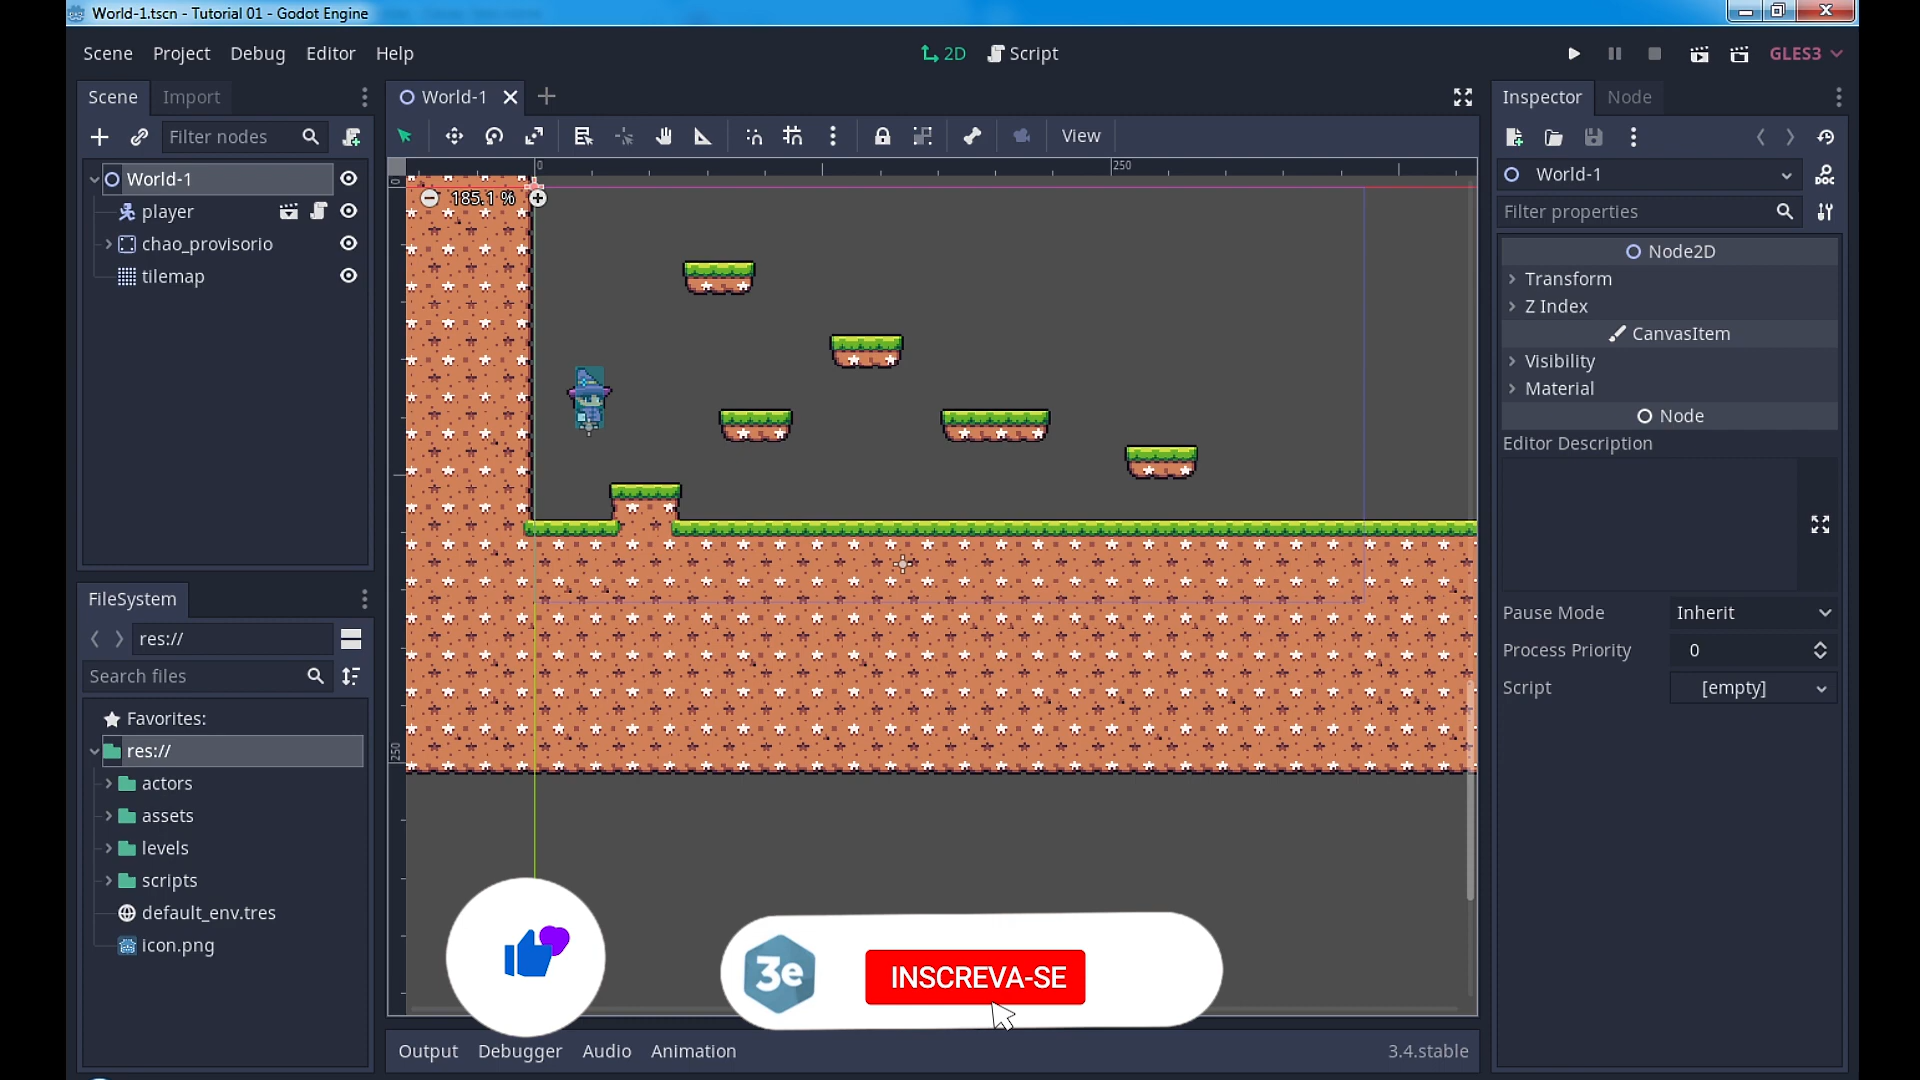 World-1.tscn - Tutorial 01 - Godot Engine
Scene Project Debug Editor Help
2D Script
GLES3
Scene Import
World-1
Inspector Node
Filter nodes
View
World-1
player
chao_provisorio
tilemap
0
250
0
250
185.1 %
World-1
Filter properties
Node2D
Transform
Z Index
CanvasItem
Visibility
Material
Node
Editor Description
Pause Mode Inherit
Process Priority 0
Script [empty]
DOC
FileSystem
res://
Search files
Favorites:
res://
actors
assets
levels
scripts
default_env.tres
icon.png
3e
INSCREVA-SE
Output Debugger Audio Animation
3.4.stable